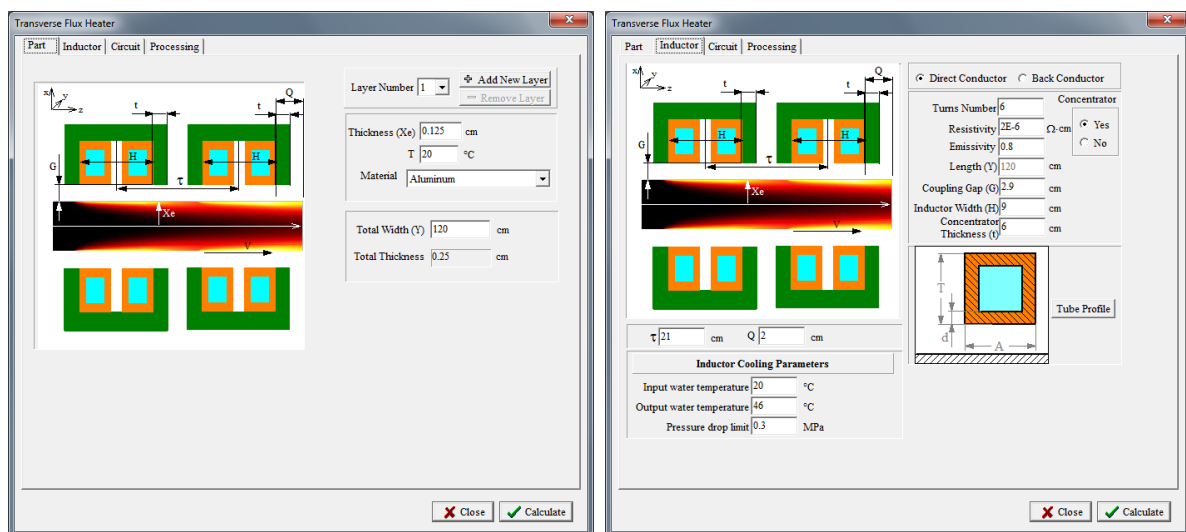 Transverse Flux Heater
x
Part Inductor Circuit Processing
x y z
t t Q
H H
G
τ
Xe
V
Layer Number 1 Add New Layer
Remove Layer
Thickness (Xe) 0.125 cm
T 20 °C
Material Aluminum
Total Width (Y) 120 cm
Total Thickness 0.25 cm
Close Calculate
Transverse Flux Heater
x
Part Inductor Circuit Processing
x y z
t t Q
H H
G
τ
Xe
V
τ 21 cm Q 2 cm
Inductor Cooling Parameters
Input water temperature 20 °C
Output water temperature 46 °C
Pressure drop limit 0.3 MPa
Direct Conductor Back Conductor
Turns Number 6
Resistivity 2E-6 Ω·cm
Emissivity 0.8
Length (Y) 120 cm
Coupling Gap (G) 2.9 cm
Inductor Width (H) 9 cm
Concentrator
Thickness (t) 6 cm
Concentrator
Yes
No
T
d
A
Tube Profile
Close Calculate